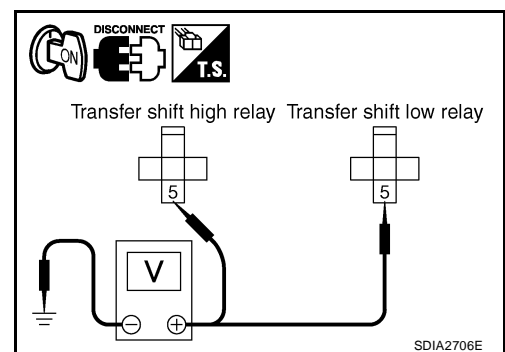 DISCONNECT
ON
T.S.
Transfer shift high relay Transfer shift low relay
5 5
V
− +
SDIA2706E